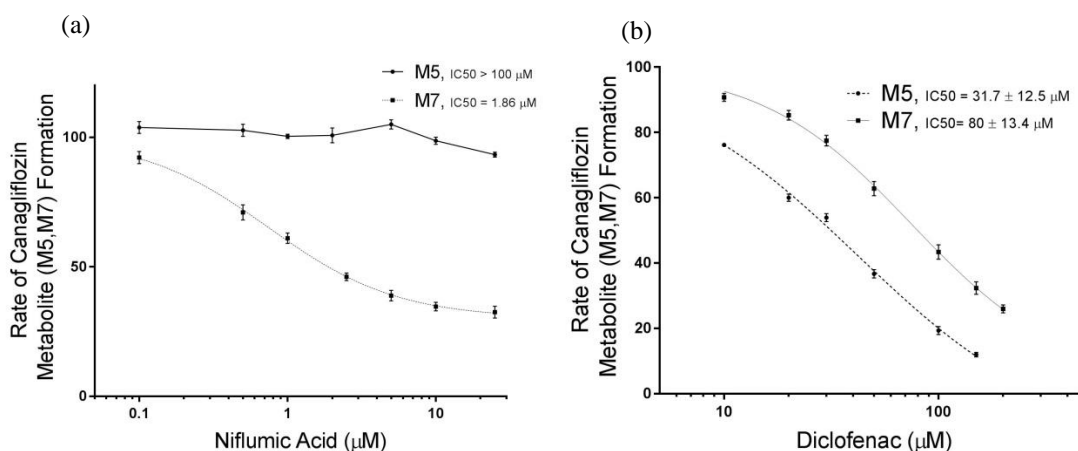 (a)
M5, IC50 > 100 µM
M7, IC50 = 1.86 µM
Rate of Canagliflozin
Metabolite (M5,M7) Formation
100
50
0
0.1
1
10
Niflumic Acid (µM)
(b)
M5, IC50 = 31.7 ± 12.5 µM
M7, IC50= 80 ± 13.4 µM
Rate of Canagliflozin
Metabolite (M5,M7) Formation
100
80
60
40
20
0
10
100
Diclofenac (µM)